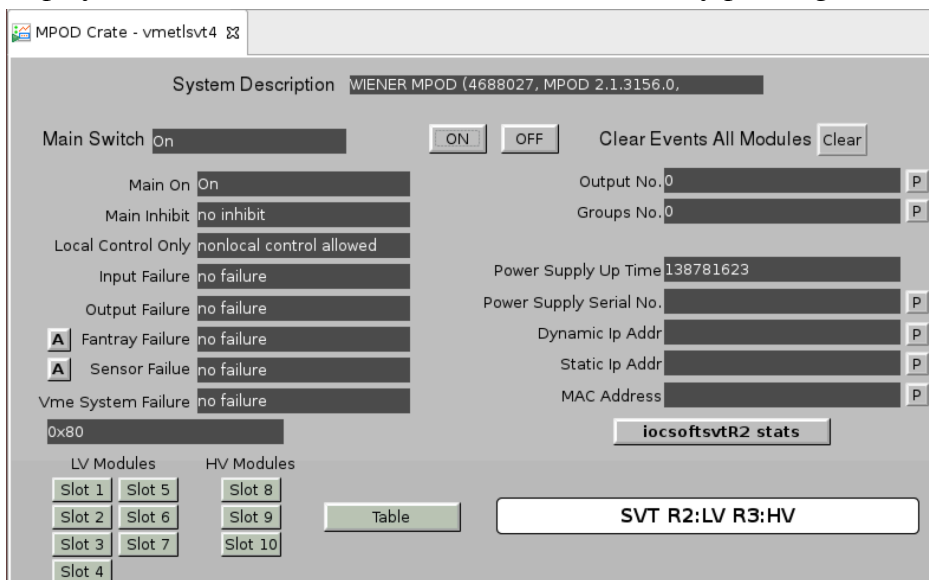 MPOD Crate - vmetlsvt4
System Description WIENER MPOD (4688027, MPOD 2.1.3156.0,
Main Switch On ON OFF Clear Events All Modules Clear
Main On On
Main Inhibit no inhibit
Local Control Only nonlocal control allowed
Input Failure no failure
Output Failure no failure
A Fantray Failure no failure
A Sensor Failue no failure
Vme System Failure no failure
0x80
Output No. 0 P
Groups No. 0 P
Power Supply Up Time 138781623
Power Supply Serial No. P
Dynamic Ip Addr P
Static Ip Addr P
MAC Address P
iocsoftsvtR2 stats
LV Modules HV Modules
Slot 1 Slot 5 Slot 8
Slot 2 Slot 6 Slot 9
Slot 3 Slot 7 Slot 10
Slot 4
Table
SVT R2:LV R3:HV